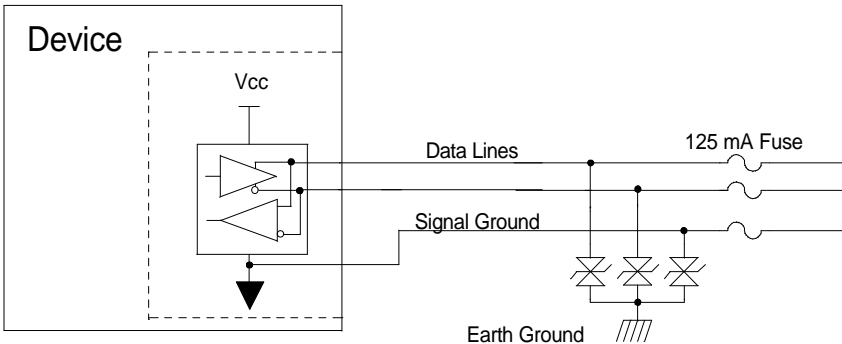 Device
Vcc
Data Lines
125 mA Fuse
Signal Ground
Earth Ground